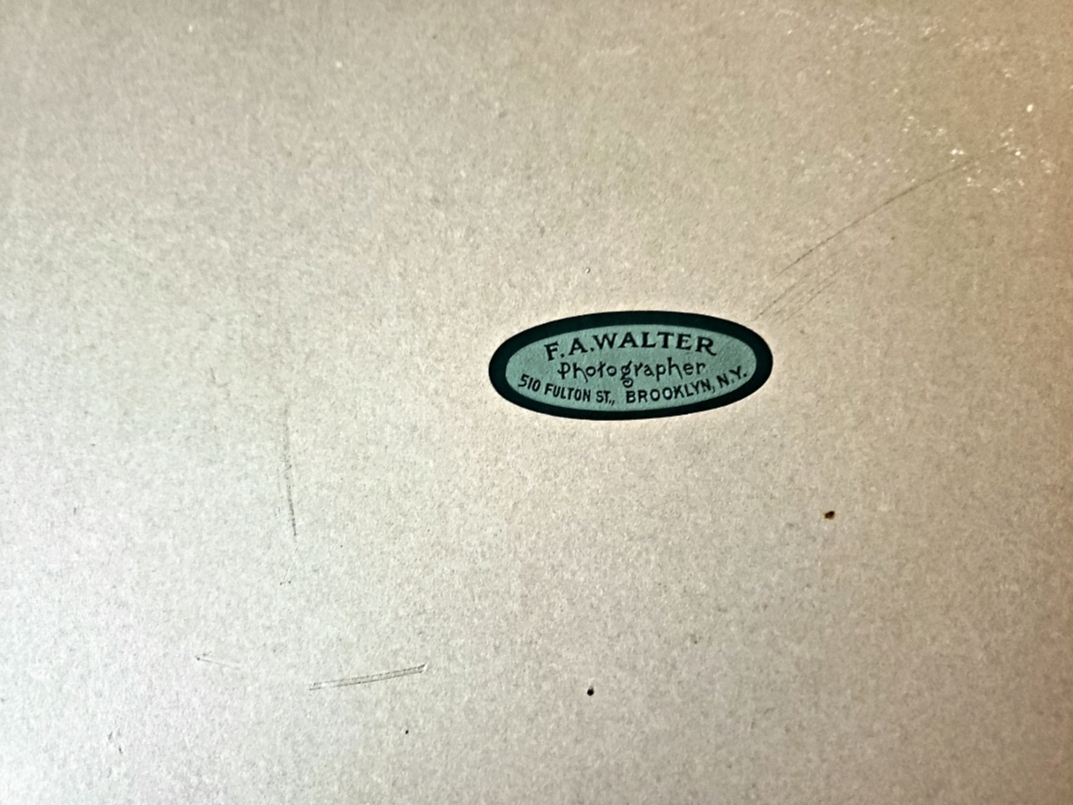 F.A.WALTER
Photographer
510 FULTON ST., BROOKLYN, N.Y.